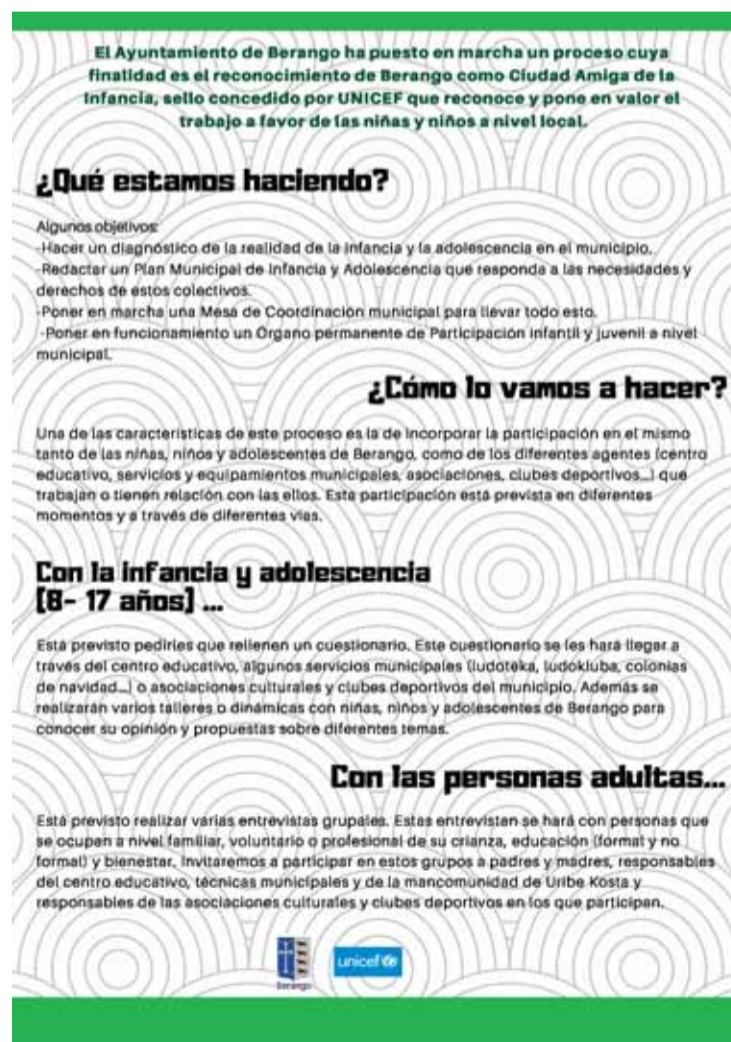 El Ayuntamiento de Berango ha puesto en marcha un proceso cuya
finalidad es el reconocimiento de Berango como Ciudad Amiga de la
Infancia, sello concedido por UNICEF que reconoce y pone en valor el
trabajo a favor de las niñas y niños a nivel local.
¿Qué estamos haciendo?
Algunos objetivos:
-Hacer un diagnóstico de la realidad de la infancia y la adolescencia en el municipio.
-Redactar un Plan Municipal de Infancia y Adolescencia que responda a las necesidades y
derechos de estos colectivos.
-Poner en marcha una Mesa de Coordinación municipal para llevar todo esto.
-Poner en funcionamiento un Órgano permanente de Participación infantil y juvenil a nivel
municipal.
¿Cómo lo vamos a hacer?
Una de las características de este proceso es la de incorporar la participación en el mismo
tanto de las niñas, niños y adolescentes de Berango, como de los diferentes agentes (centro
educativo, servicios y equipamientos municipales, asociaciones, clubes deportivos...) que
trabajan o tienen relación con las ellos. Esta participación está prevista en diferentes
momentos y a través de diferentes vías.
Con la infancia y adolescencia
[8- 17 años] ...
Está previsto pedirles que rellenen un cuestionario. Este cuestionario se les hará llegar a
través del centro educativo, algunos servicios municipales (ludoteka, ludokluba, colonias
de navidad...) o asociaciones culturales y clubes deportivos del municipio. Además se
realizarán varios talleres o dinámicas con niñas, niños y adolescentes de Berango para
conocer su opinión y propuestas sobre diferentes temas.
Con las personas adultas...
Está previsto realizar varias entrevistas grupales. Estas entrevistan se hará con personas que
se ocupan a nivel familiar, voluntario o profesional de su crianza, educación (formal y no
formal) y bienestar. Invitaremos a participar en estos grupos a padres y madres, responsables
del centro educativo, técnicas municipales y de la mancomunidad de Uribe Kosta y
responsables de las asociaciones culturales y clubes deportivos en los que participan.
Berango
unicef